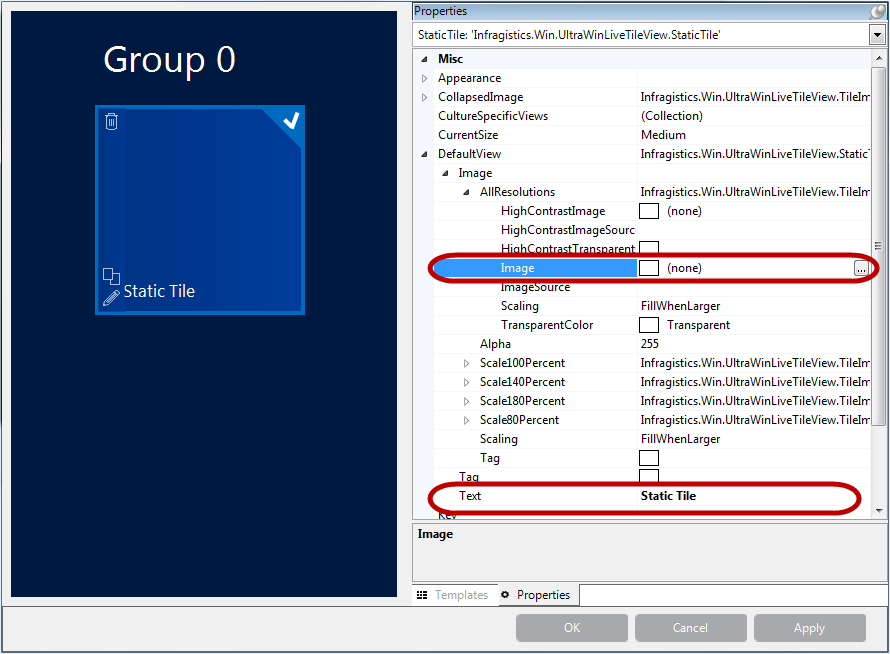 Group 0
Static Tile
Properties
StaticTile: 'Infragistics.Win.UltraWinLiveTileView.StaticTile'
Misc
Appearance
CollapsedImage Infragistics.Win.UltraWinLiveTileView.TileIm
CultureSpecificViews (Collection)
CurrentSize Medium
DefaultView Infragistics.Win.UltraWinLiveTileView.StaticT
Image
AllResolutions Infragistics.Win.UltraWinLiveTileView.TileIm
HighContrastImage (none)
HighContrastImageSourc
HighContrastTransparent
Image (none) ...
ImageSource
Scaling FillWhenLarger
TransparentColor Transparent
Alpha 255
Scale100Percent Infragistics.Win.UltraWinLiveTileView.TileIm
Scale140Percent Infragistics.Win.UltraWinLiveTileView.TileIm
Scale180Percent Infragistics.Win.UltraWinLiveTileView.TileIm
Scale80Percent Infragistics.Win.UltraWinLiveTileView.TileIm
Scaling FillWhenLarger
Tag
Tag
Text Static Tile
Key
Image
Templates Properties
OK Cancel Apply